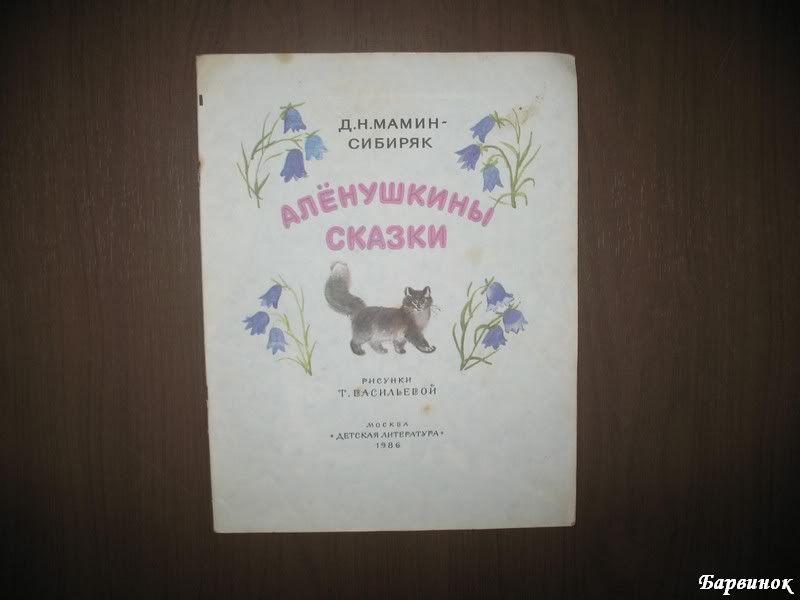 Д.Н.МАМИН-
СИБИРЯК
АЛЁНУШКИНЫ
СКАЗКИ
РИСУНКИ
Т. ВАСИЛЬЕВОЙ
МОСКВА
"ДЕТСКАЯ ЛИТЕРАТУРА"
1986
Барвинок